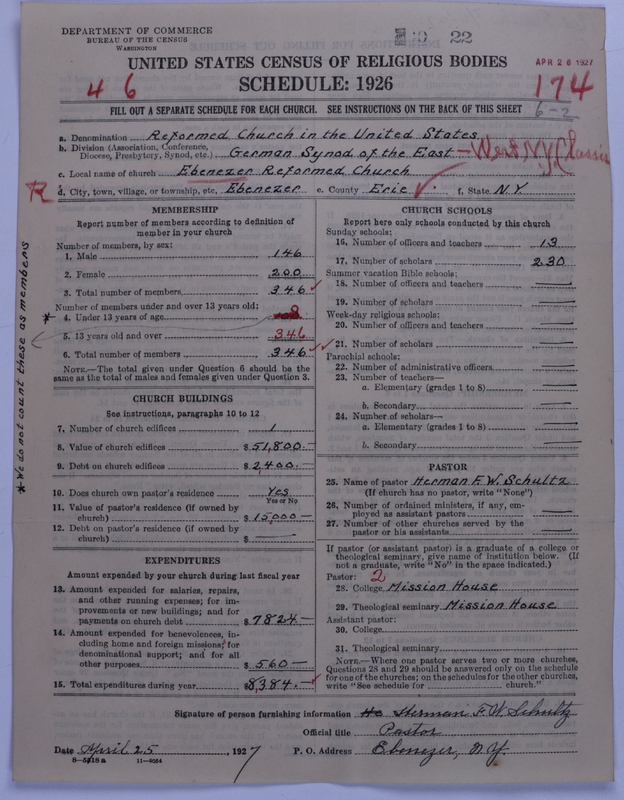 DEPARTMENT OF COMMERCE
BUREAU OF THE CENSUS
WASHINGTON
22
APR 26 1927
UNITED STATES CENSUS OF RELIGIOUS BODIES
SCHEDULE: 1926
4 6
174
6-2
FILL OUT A SEPARATE SCHEDULE FOR EACH CHURCH. SEE INSTRUCTIONS ON THE BACK OF THIS SHEET
a. Denomination Reformed Church in the United States
b. Division (Association, Conference, Diocese, Presbytery, Synod, etc.) German Synod of the East - West NY Classis
c. Local name of church Ebenezer Reformed Church
R
d. City, town, village, or township, etc. Ebenezer e. County Erie f. State N.Y.
MEMBERSHIP
Report number of members according to definition of member in your church
Number of members, by sex:
1. Male 146
2. Female 200
3. Total number of members 346
Number of members under and over 13 years old:
* 4. Under 13 years of age
5. 13 years old and over 346
6. Total number of members 346
NOTE.—The total given under Question 6 should be the same as the total of males and females given under Question 3.
* We do not count these as members
CHURCH BUILDINGS
See instructions, paragraphs 10 to 12
7. Number of church edifices 1
8. Value of church edifices $51,800.—
9. Debt on church edifices $2,400.—
10. Does church own pastor's residence Yes
Yes or No
11. Value of pastor's residence (if owned by church) $15,000—
12. Debt on pastor's residence (if owned by church) $ —
EXPENDITURES
Amount expended by your church during last fiscal year
13. Amount expended for salaries, repairs, and other running expenses; for improvements or new buildings; and for payments on church debt $7824—
14. Amount expended for benevolences, including home and foreign missions; for denominational support; and for all other purposes $560—
15. Total expenditures during year 8384.—
CHURCH SCHOOLS
Report here only schools conducted by this church
Sunday schools:
16. Number of officers and teachers 13
17. Number of scholars 230
Summer vacation Bible schools:
18. Number of officers and teachers —
19. Number of scholars —
Week-day religious schools:
20. Number of officers and teachers —
21. Number of scholars —
Parochial schools:
22. Number of administrative officers —
23. Number of teachers—
a. Elementary (grades 1 to 8) —
b. Secondary —
24. Number of scholars—
a. Elementary (grades 1 to 8) —
b. Secondary —
PASTOR
25. Name of pastor Herman F. W. Schultz
(If church has no pastor, write "None")
26. Number of ordained ministers, if any, employed as assistant pastors —
27. Number of other churches served by the pastor or his assistants —
If pastor (or assistant pastor) is a graduate of a college or theological seminary, give name of institution below. (If not a graduate, write "No" in the space indicated.)
Pastor: 2
28. College Mission House
29. Theological seminary Mission House
Assistant pastor:
30. College
31. Theological seminary
NOTE.—Where one pastor serves two or more churches, Questions 28 and 29 should be answered only on the schedule for one of the churches; on the schedules for the other churches, write "See schedule for church."
Signature of person furnishing information Herman F. W. Schultz
Official title Pastor
Date April 25, 1927 P. O. Address Ebenezer, N.Y.
11—9054